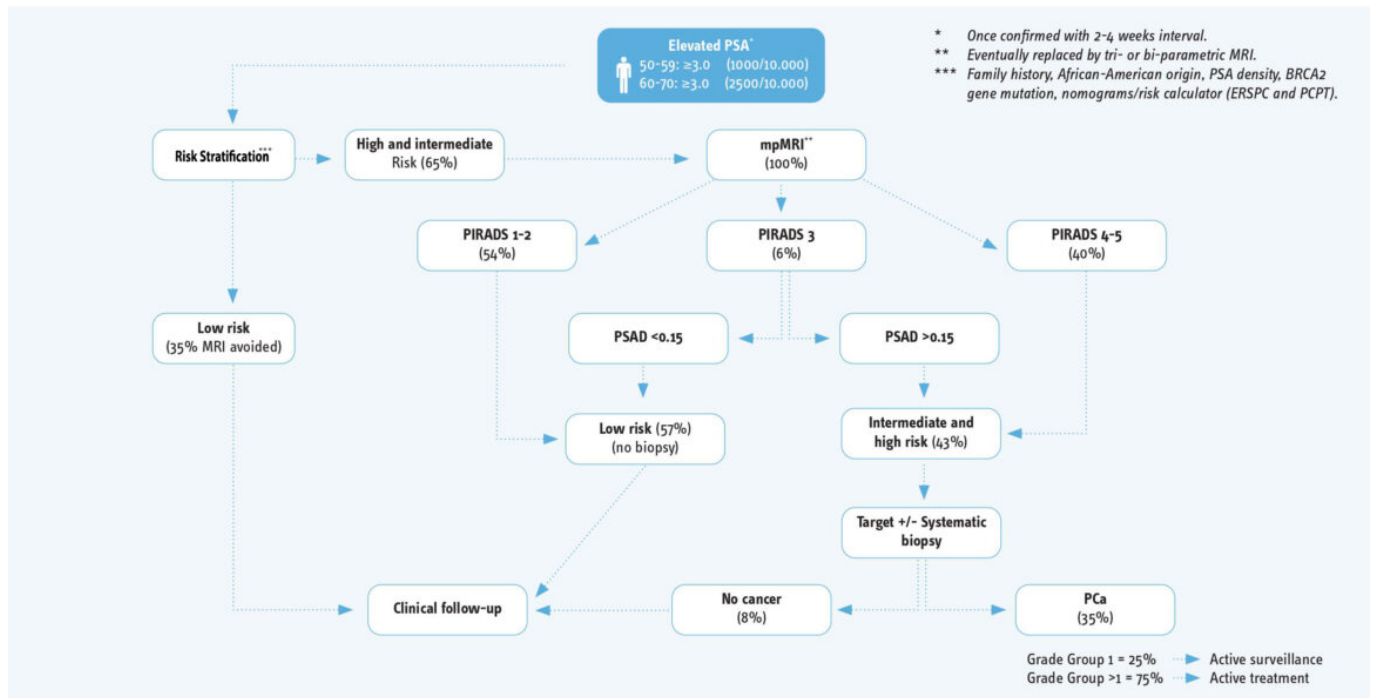 Elevated PSA*
50-59: ≥3.0 (1000/10.000)
60-70: ≥3.0 (2500/10.000)
* Once confirmed with 2-4 weeks interval.
** Eventually replaced by tri- or bi-parametric MRI.
*** Family history, African-American origin, PSA density, BRCA2
gene mutation, nomograms/risk calculator (ERSPC and PCPT).
Risk Stratification***
High and intermediate
Risk (65%)
mpMRI**
(100%)
PIRADS 1-2
(54%)
PIRADS 3
(6%)
PIRADS 4-5
(40%)
Low risk
(35% MRI avoided)
PSAD <0.15
PSAD >0.15
Low risk (57%)
(no biopsy)
Intermediate and
high risk (43%)
Target +/- Systematic
biopsy
Clinical follow-up
No cancer
(8%)
PCa
(35%)
Grade Group 1 = 25% Active surveillance
Grade Group >1 = 75% Active treatment